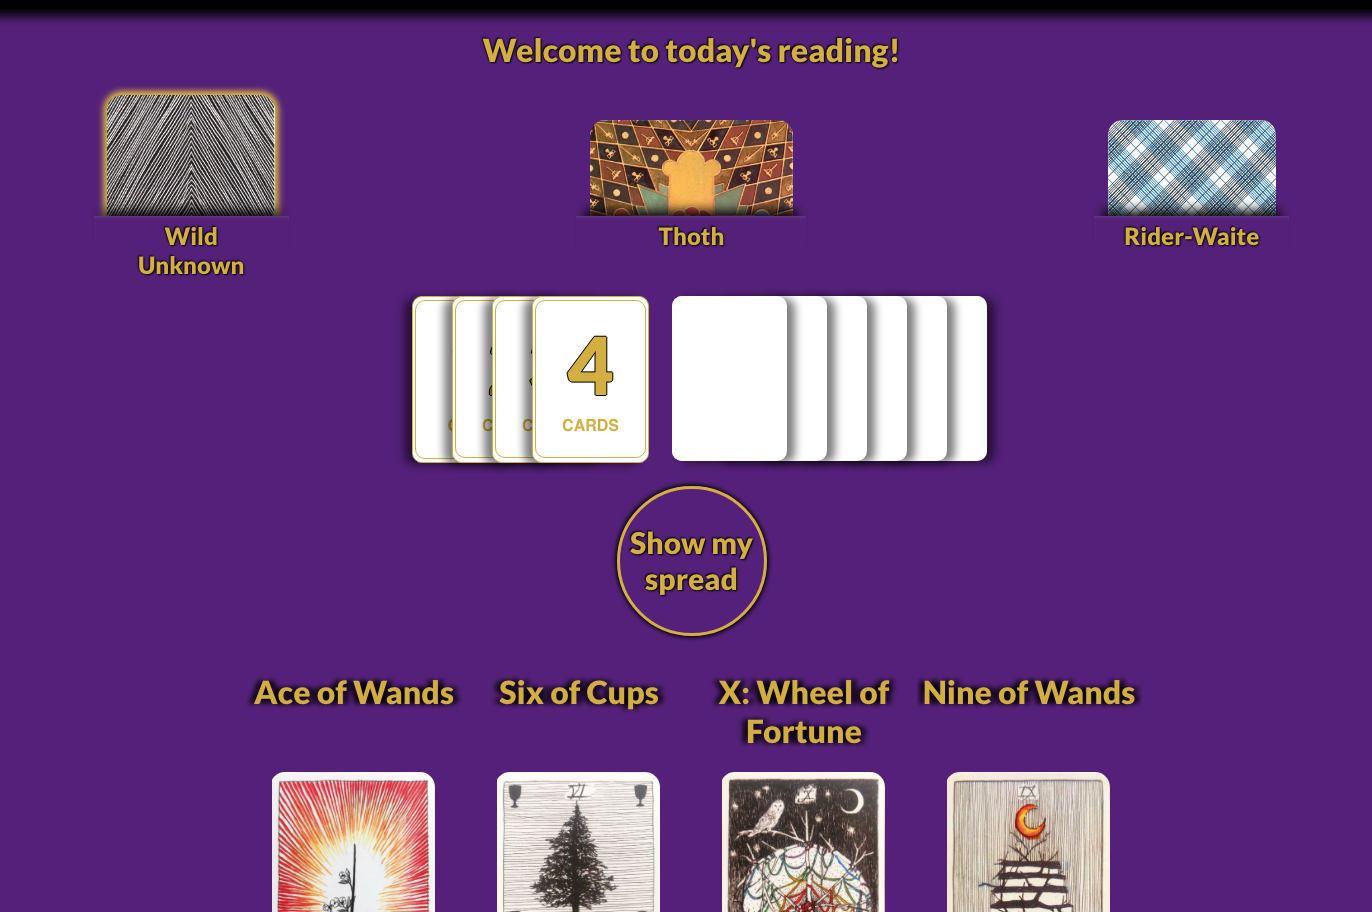 Welcome to today's reading!
Wild
Unknown
Thoth
Rider-Waite
4
CARDS
Show my
spread
Ace of Wands
Six of Cups
X: Wheel of
Fortune
Nine of Wands
VI
X
IX